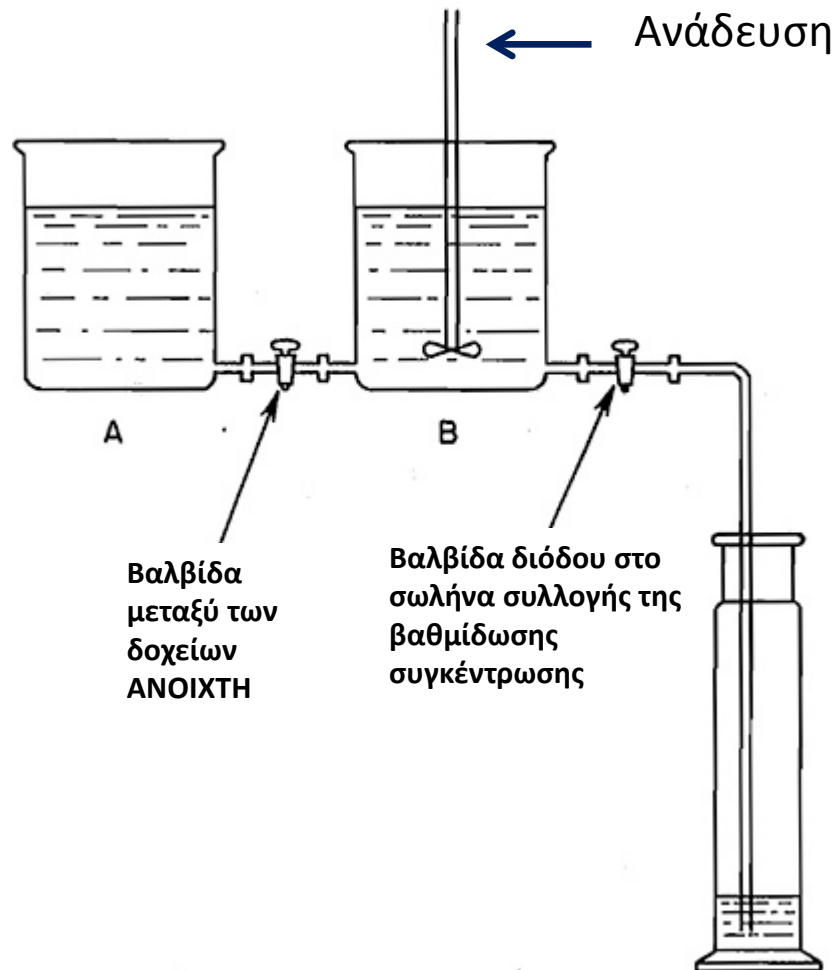 Ανάδευση
A
B
Βαλβίδα
μεταξύ των
δοχείων
ΑΝΟΙΧΤΗ
Βαλβίδα διόδου στο
σωλήνα συλλογής της
βαθμίδωσης
συγκέντρωσης